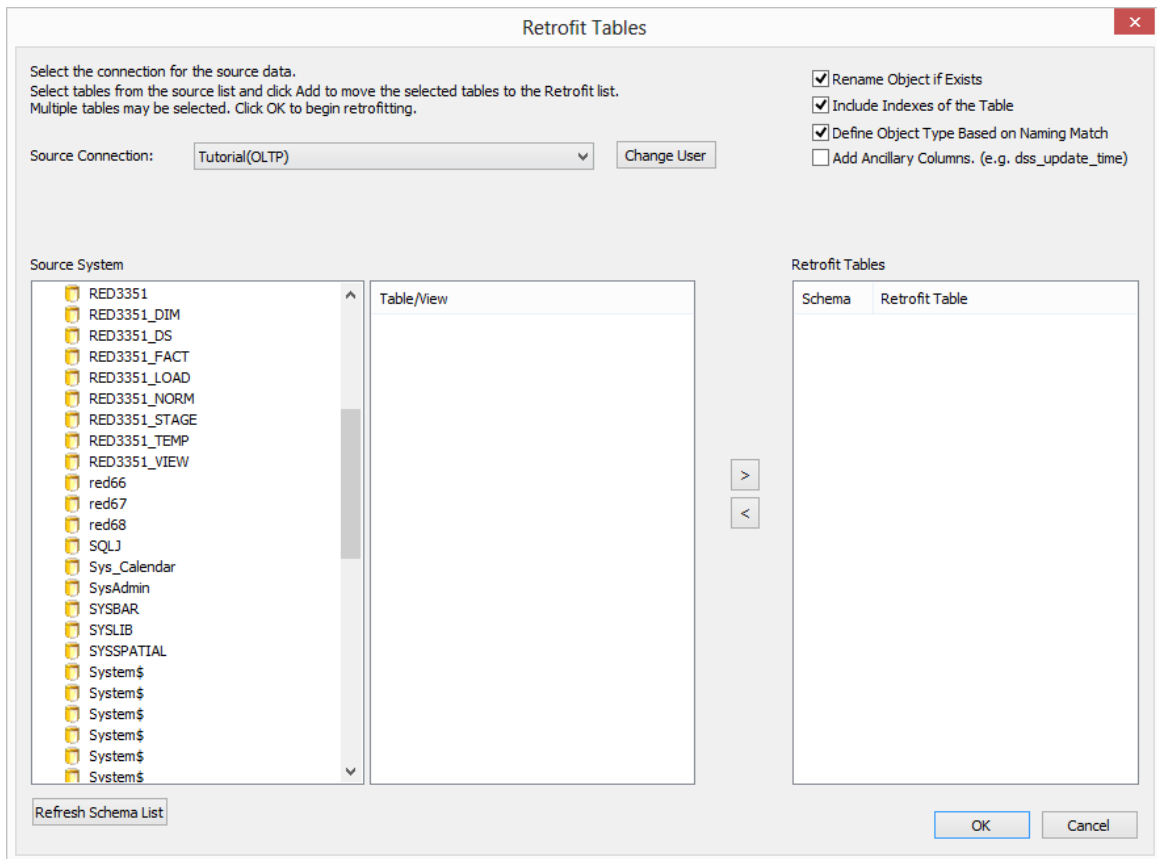 Retrofit Tables
Select the connection for the source data.
Select tables from the source list and click Add to move the selected tables to the Retrofit list.
Multiple tables may be selected. Click OK to begin retrofitting.
Rename Object if Exists
Include Indexes of the Table
Define Object Type Based on Naming Match
Add Ancillary Columns. (e.g. dss_update_time)
Source Connection:
Tutorial(OLTP)
Change User
Source System
RED3351
RED3351_DIM
RED3351_DS
RED3351_FACT
RED3351_LOAD
RED3351_NORM
RED3351_STAGE
RED3351_TEMP
RED3351_VIEW
red66
red67
red68
SQLJ
Sys_Calendar
SysAdmin
SYSBAR
SYSLIB
SYSSPATIAL
System$
System$
System$
System$
System$
System$
Table/View
>
<
Retrofit Tables
Schema Retrofit Table
Refresh Schema List
OK
Cancel